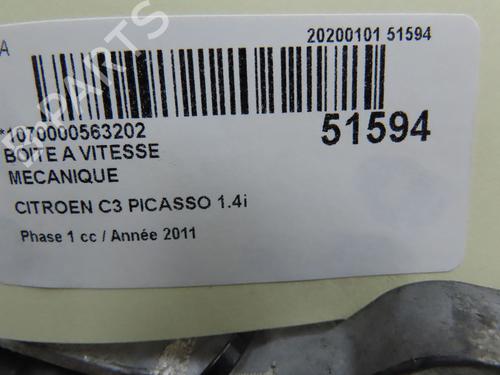 A
20200101 51594
*1070000563202
51594
BOITE A VITESSE
MECANIQUE
CITROEN C3 PICASSO 1.4i
Phase 1 cc / Année 2011